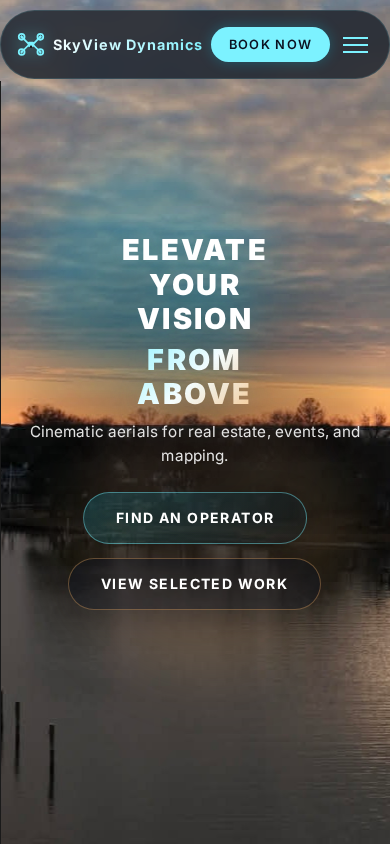 SkyView Dynamics
BOOK NOW
ELEVATE
YOUR
VISION
FROM
ABOVE
Cinematic aerials for real estate, events, and
mapping.
FIND AN OPERATOR
VIEW SELECTED WORK